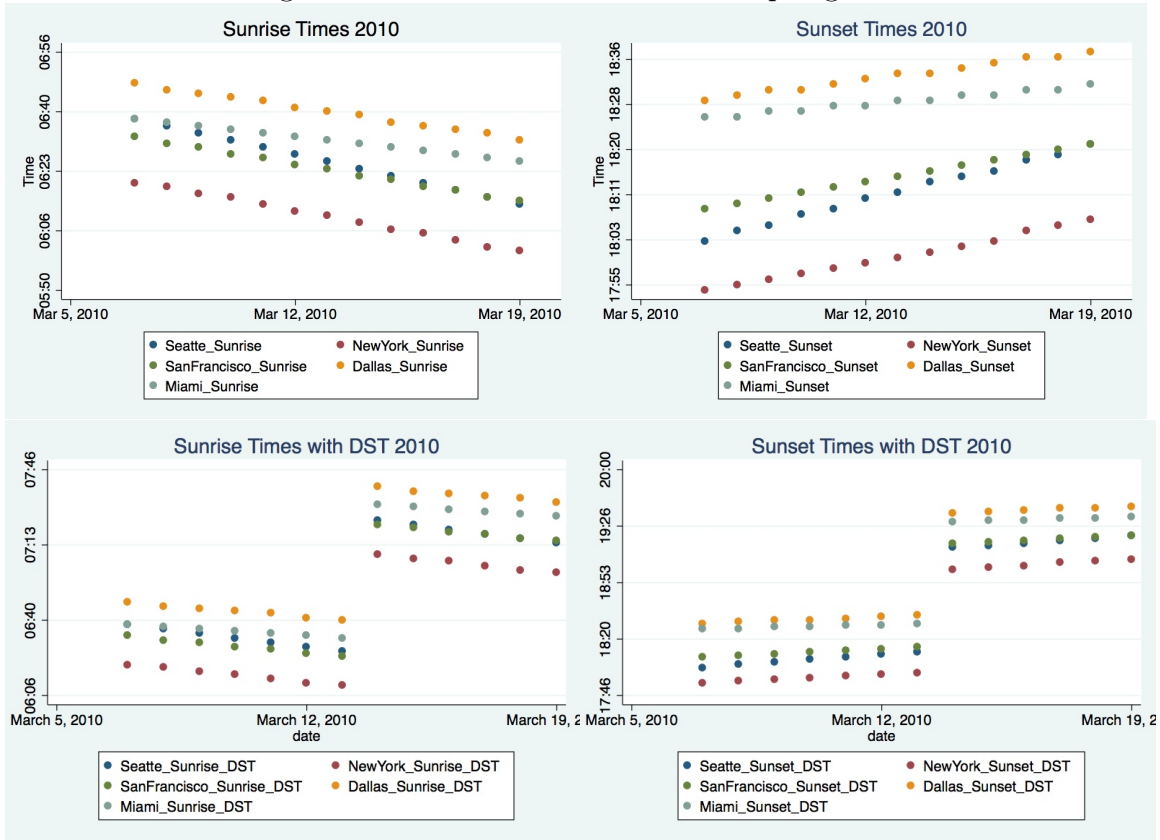 Sunrise Times 2010
Time
06:56
06:40
06:23
06:06
05:50
Mar 5, 2010 Mar 12, 2010 Mar 19, 2010
Seatte_Sunrise NewYork_Sunrise
SanFrancisco_Sunrise Dallas_Sunrise
Miami_Sunrise
Sunset Times 2010
Time
18:36
18:28
18:20
18:11
18:03
17:55
Mar 5, 2010 Mar 12, 2010 Mar 19, 2010
Seatte_Sunset NewYork_Sunset
SanFrancisco_Sunset Dallas_Sunset
Miami_Sunset
Sunrise Times with DST 2010
07:46
07:13
06:40
06:06
March 5, 2010 March 12, 2010 March 19, 2
date
Seatte_Sunrise_DST NewYork_Sunrise_DST
SanFrancisco_Sunrise_DST Dallas_Sunrise_DST
Miami_Sunrise_DST
Sunset Times with DST 2010
20:00
19:26
18:53
18:20
17:46
March 5, 2010 March 12, 2010 March 19, 2
date
Seatte_Sunset_DST NewYork_Sunset_DST
SanFrancisco_Sunset_DST Dallas_Sunset_DST
Miami_Sunset_DST